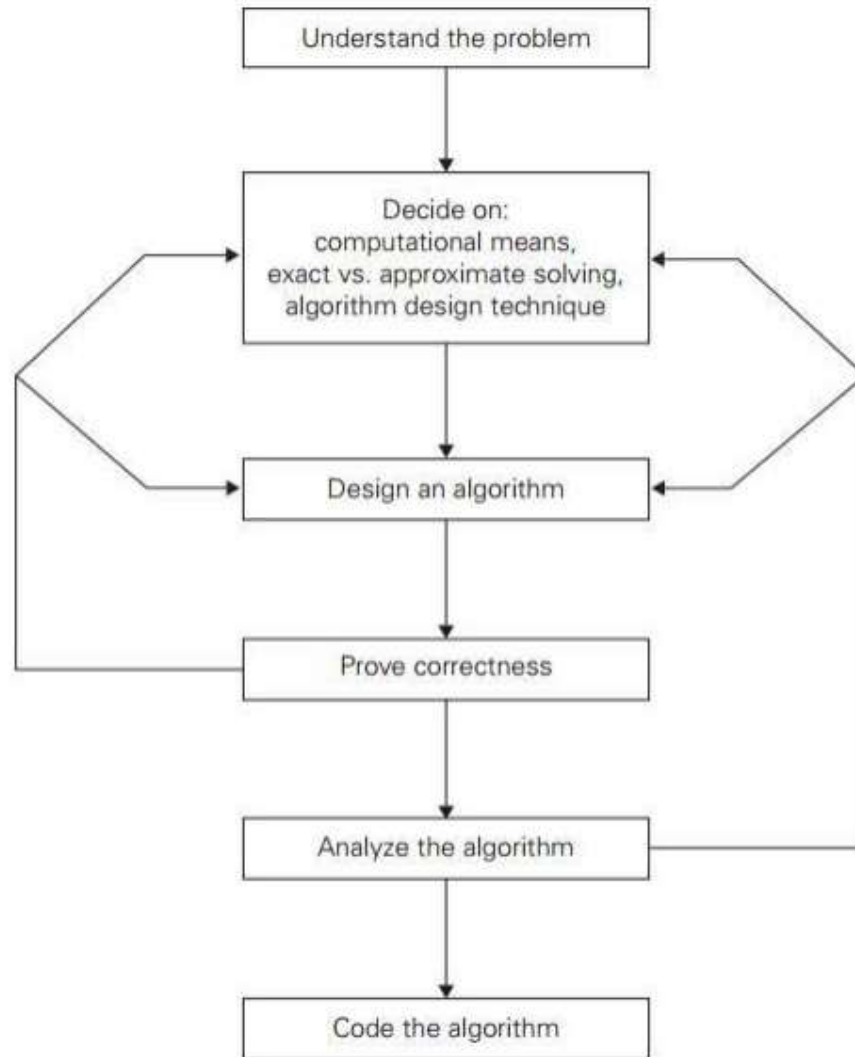 Understand the problem
Decide on:
computational means,
exact vs. approximate solving,
algorithm design technique
Design an algorithm
Prove correctness
Analyze the algorithm
Code the algorithm